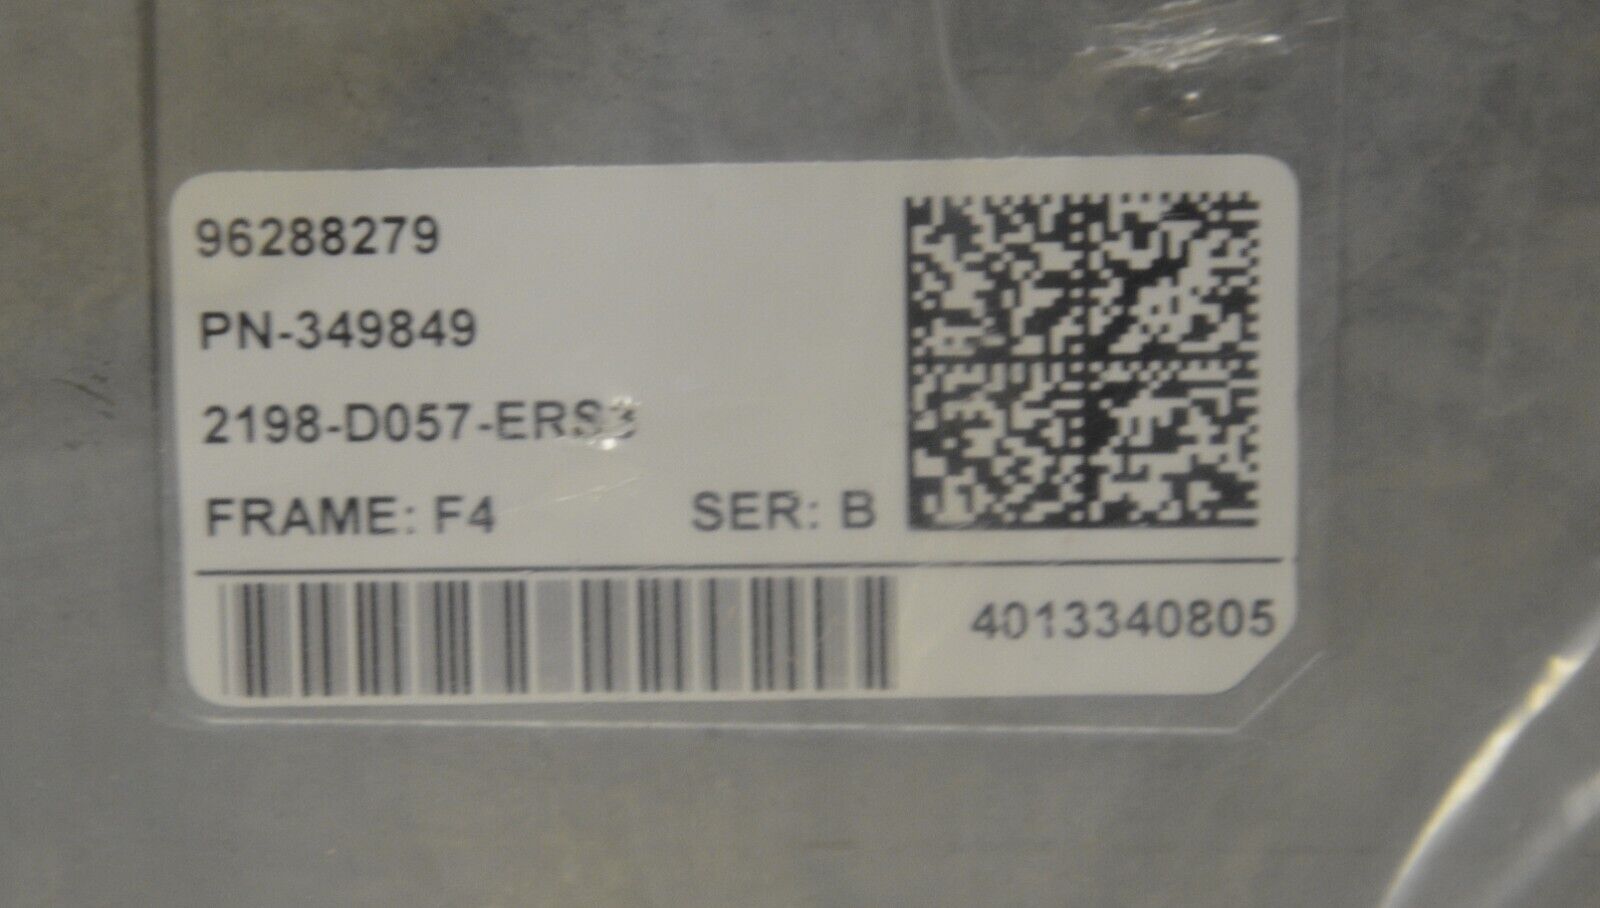 96288279
PN-349849
2198-D057-ERS3
FRAME: F4 SER: B
4013340805